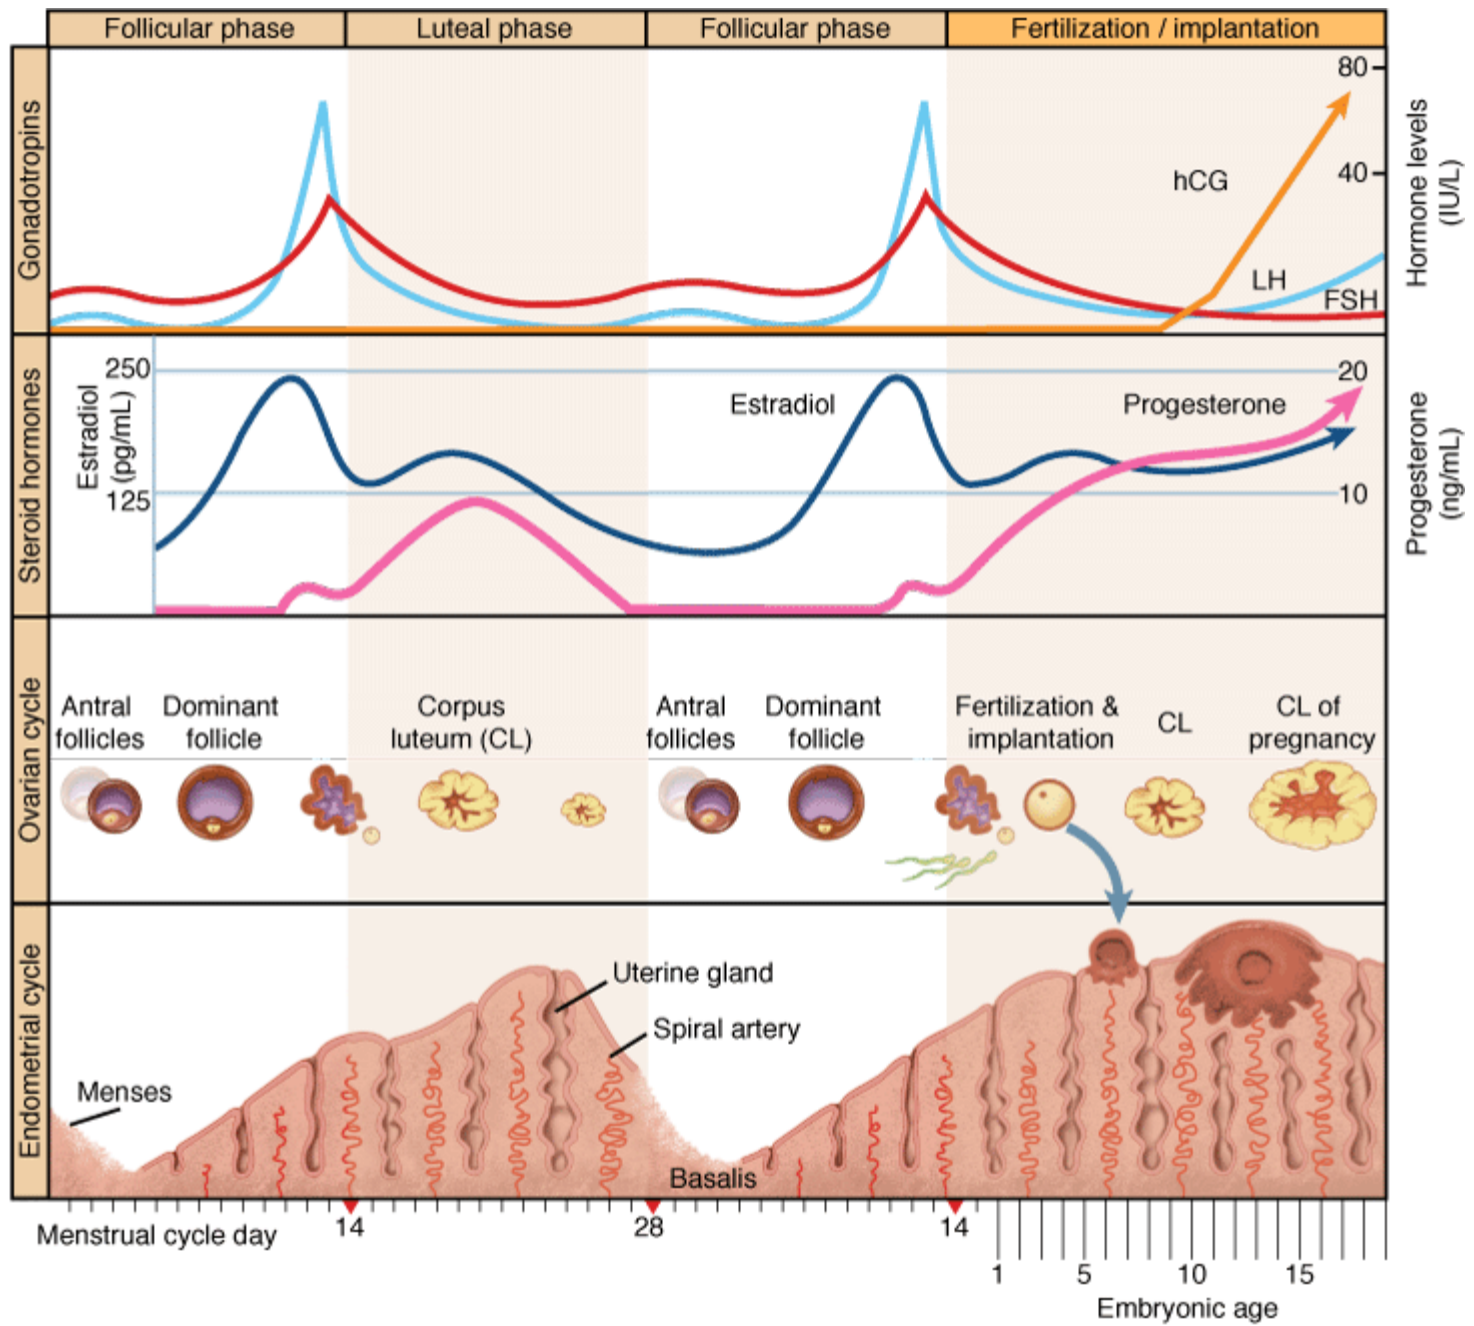 Follicular phase
Luteal phase
Follicular phase
Fertilization / implantation
Gonadotropins
80
40
Hormone levels
(IU/L)
hCG
LH
FSH
Steroid hormones
Estradiol
(pg/mL)
250
125
Estradiol
Progesterone
20
10
Progesterone
(ng/mL)
Ovarian cycle
Antral
follicles
Dominant
follicle
Corpus
luteum (CL)
Antral
follicles
Dominant
follicle
Fertilization &
implantation
CL
CL of
pregnancy
Endometrial cycle
Menses
Uterine gland
Spiral artery
Basalis
Menstrual cycle day
14
28
14
1
5
10
15
Embryonic age